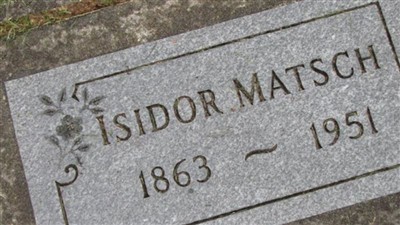 ISIDOR MATSCH
1863 ~ 1951